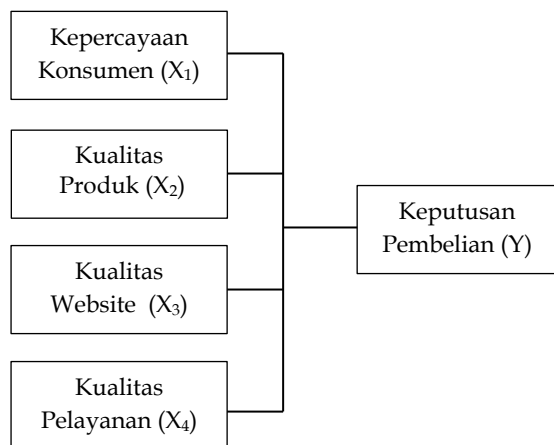 Kepercayaan
Konsumen (X₁)
Kualitas
Produk (X₂)
Keputusan
Pembelian (Y)
Kualitas
Website (X₃)
Kualitas
Pelayanan (X₄)